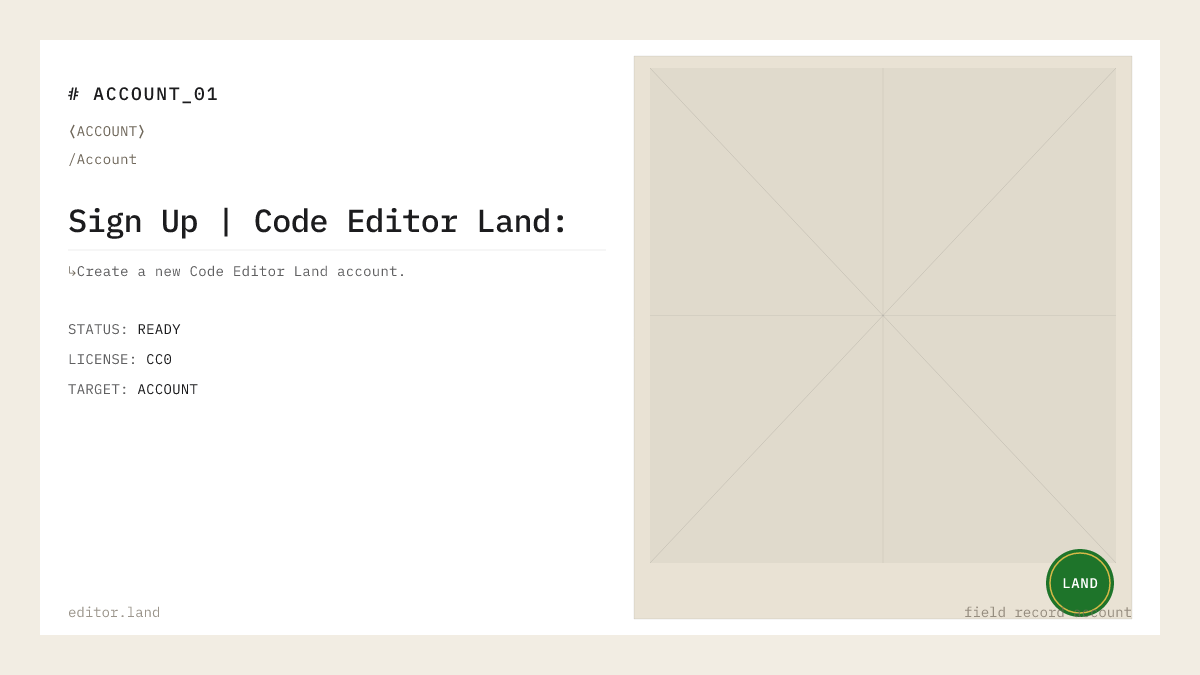 # ACCOUNT_01
⟨ACCOUNT⟩
/Account
Sign Up | Code Editor Land:
↳Create a new Code Editor Land account.
STATUS: READY
LICENSE: CC0
TARGET: ACCOUNT
LAND
editor.land
field record account